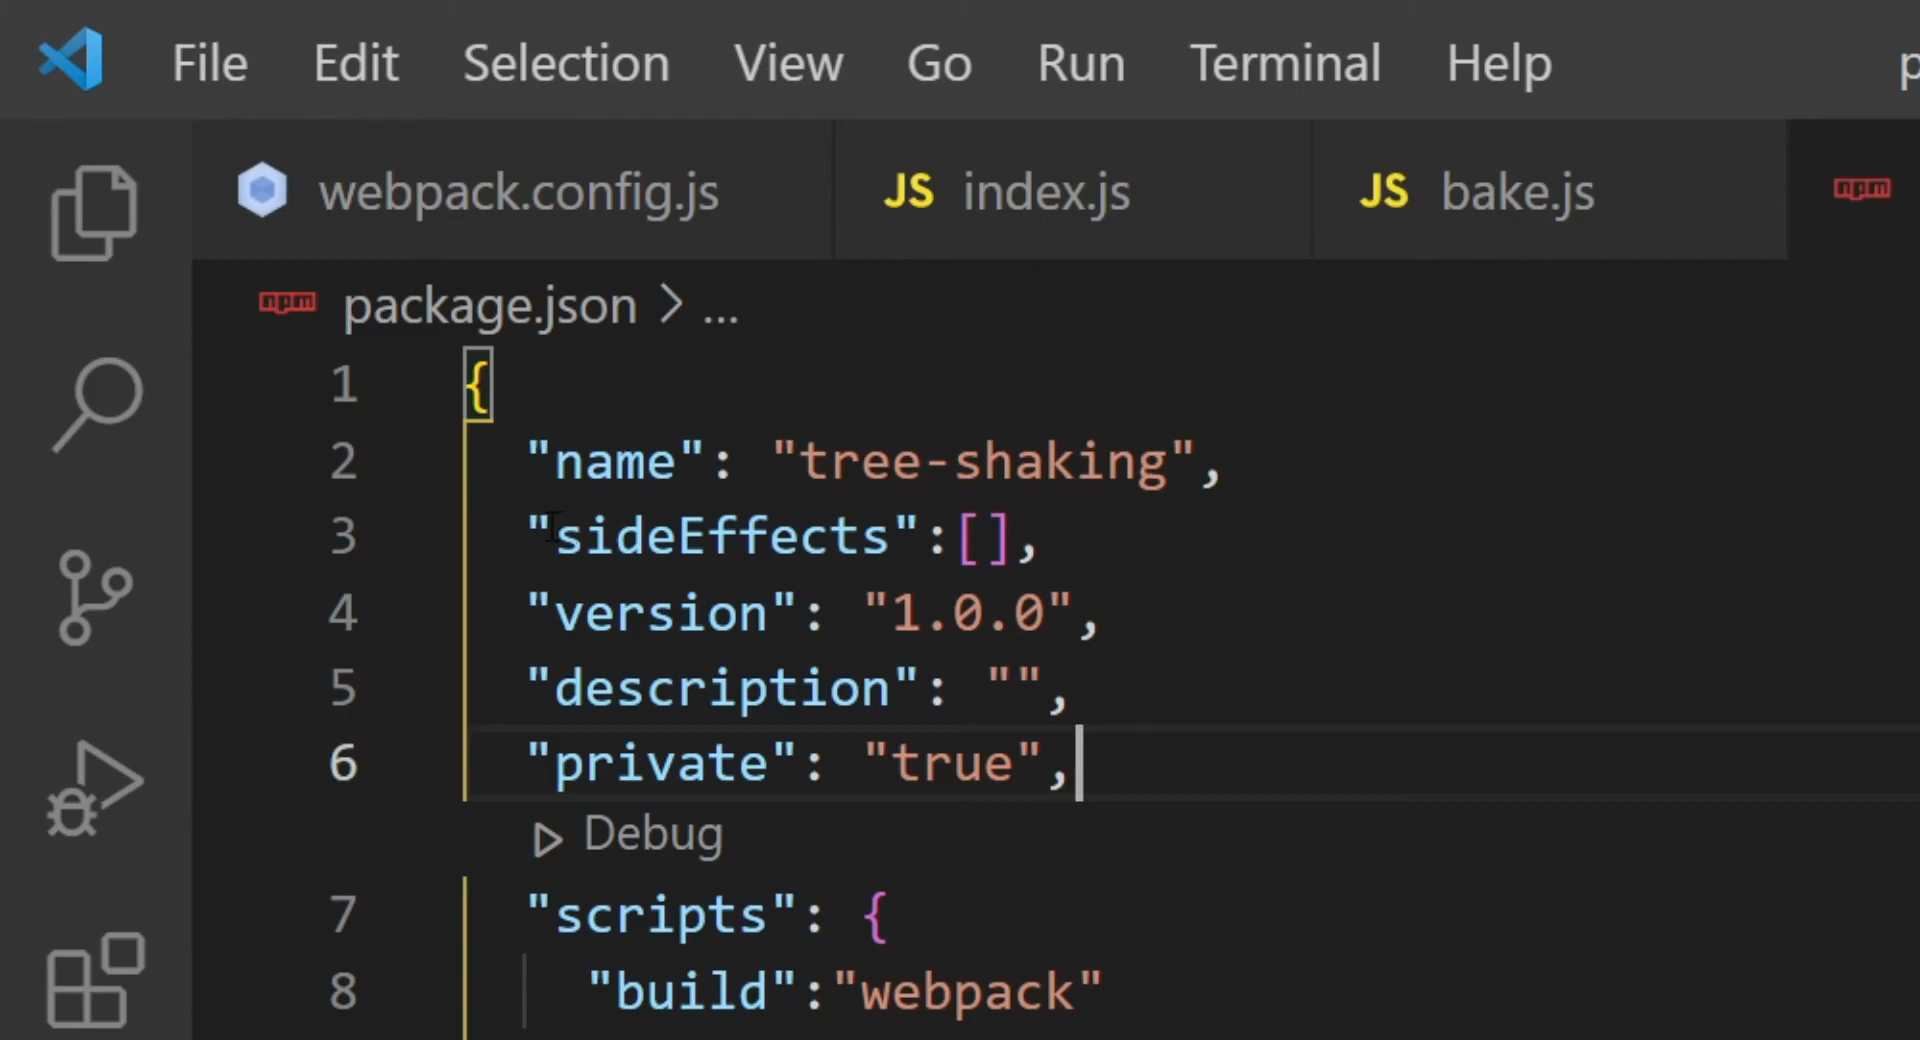 File Edit Selection View Go Run Terminal Help
webpack.config.js JS index.js JS bake.js npm
npm package.json > ...
1 {
2 "name": "tree-shaking",
3 "sideEffects":[],
4 "version": "1.0.0",
5 "description": "",
6 "private": "true",
Debug
7 "scripts": {
8 "build":"webpack"